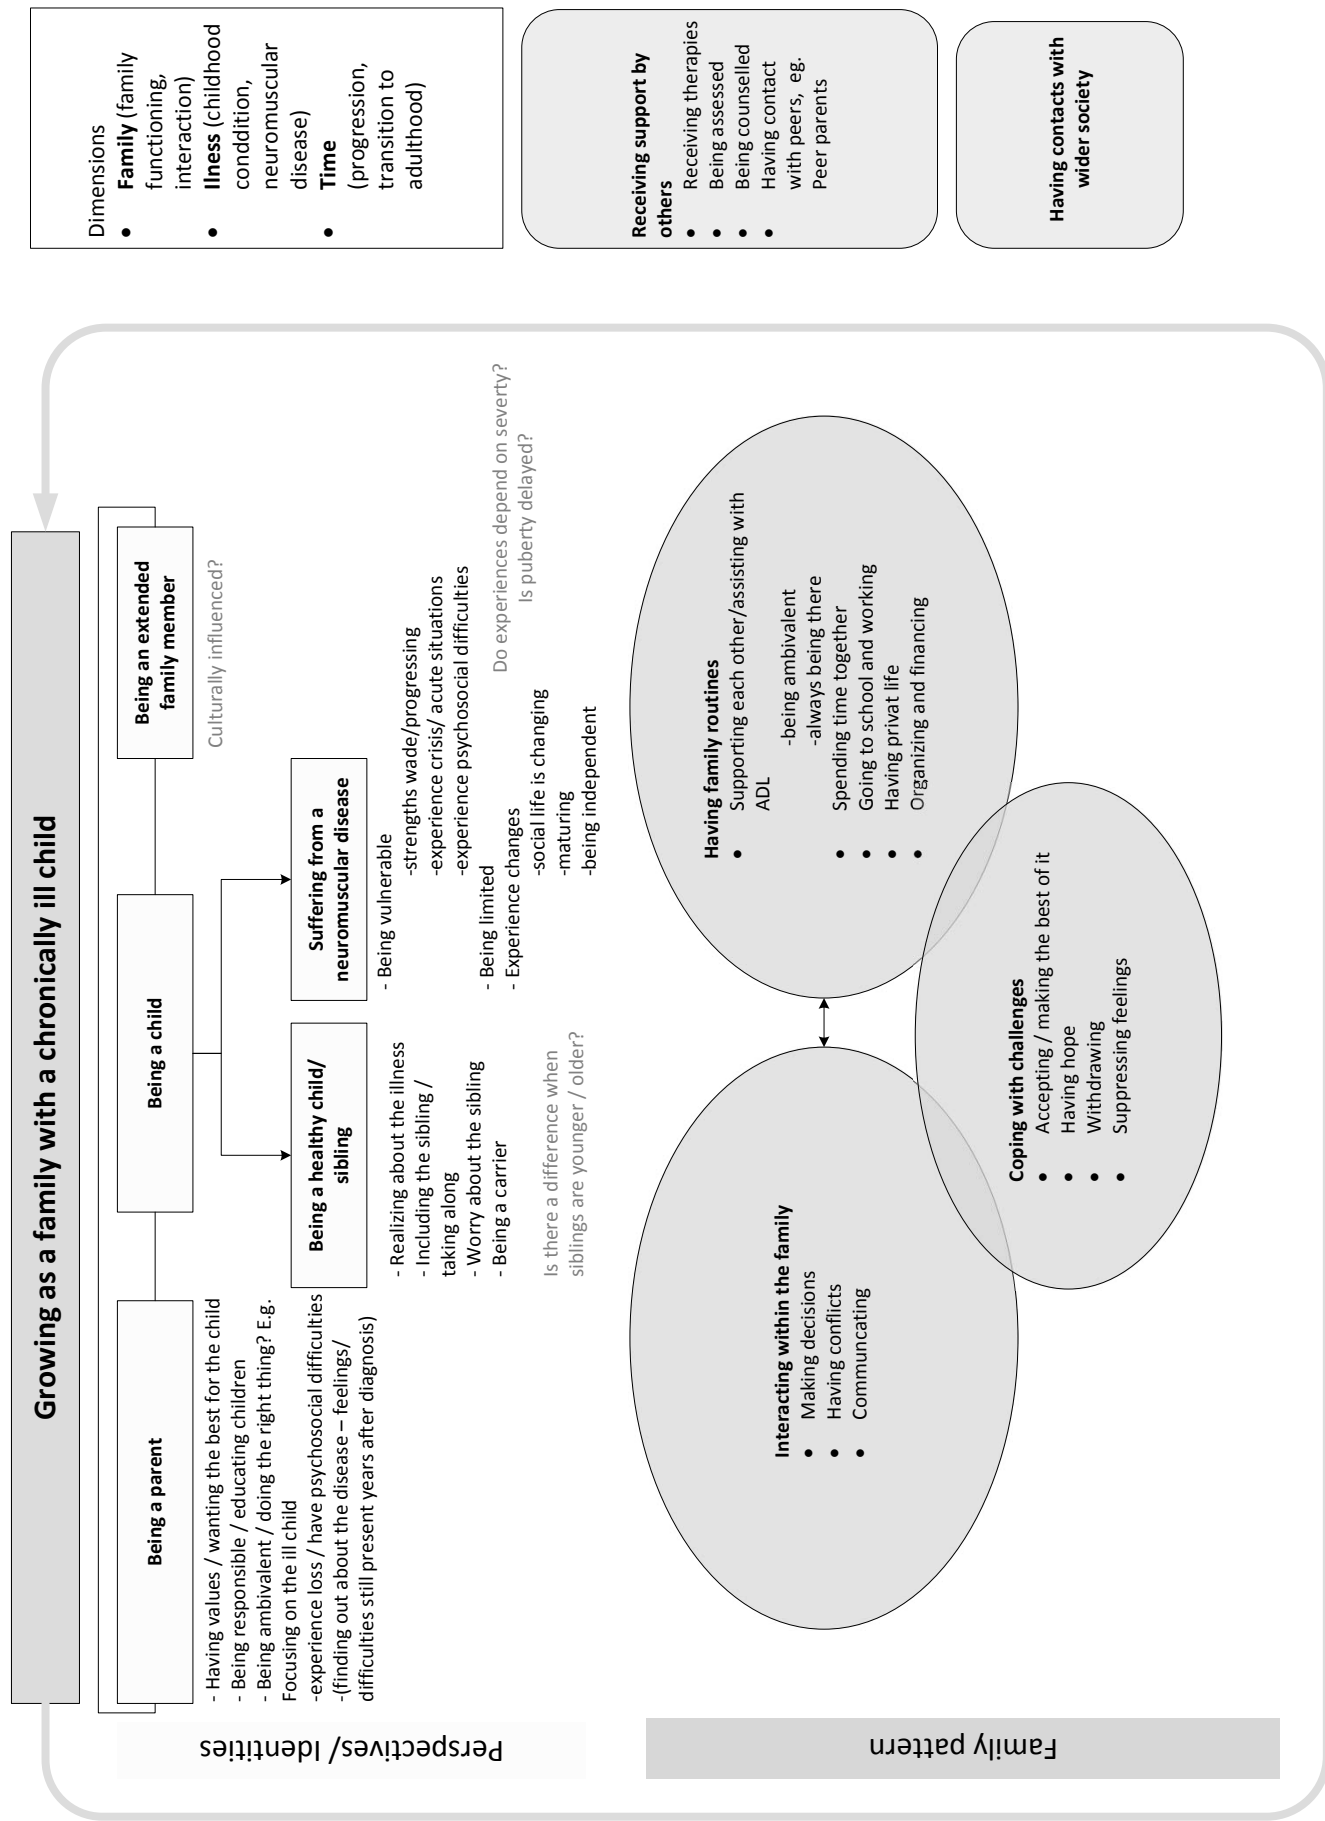 Growing as a family with a chronically ill child
Perspectives/ Identities
Being a parent
- Having values / wanting the best for the child
- Being responsible / educating children
- Being ambivalent / doing the right thing? E.g.
Focusing on the ill child
-experience loss / have psychosocial difficulties
-(finding out about the disease – feelings/
difficulties still present years after diagnosis)
Being a child
Being an extended
family member
Culturally influenced?
Being a healthy child/
sibling
- Realizing about the illness
- Including the sibling /
taking along
- Worry about the sibling
- Being a carrier
Is there a difference when
siblings are younger / older?
Suffering from a
neuromuscular disease
- Being vulnerable
-strengths wade/progressing
-experience crisis/ acute situations
-experience psychosocial difficulties
- Being limited
- Experience changes
-social life is changing
-maturing
-being independent
Do experiences depend on severty?
Is puberty delayed?
Family pattern
Interacting within the family
• Making decisions
• Having conflicts
• Communcating
Having family routines
• Supporting each other/assisting with
ADL
-being ambivalent
-always being there
• Spending time together
• Going to school and working
• Having privat life
• Organizing and financing
Coping with challenges
• Accepting / making the best of it
• Having hope
• Withdrawing
• Suppressing feelings
Dimensions
• Family (family
functioning,
interaction)
• Ilness (childhood
conddition,
neuromuscular
disease)
• Time
(progression,
transition to
adulthood)
Receiving support by
others
• Receiving therapies
• Being assessed
• Being counselled
• Having contact
with peers, eg.
Peer parents
Having contacts with
wider society